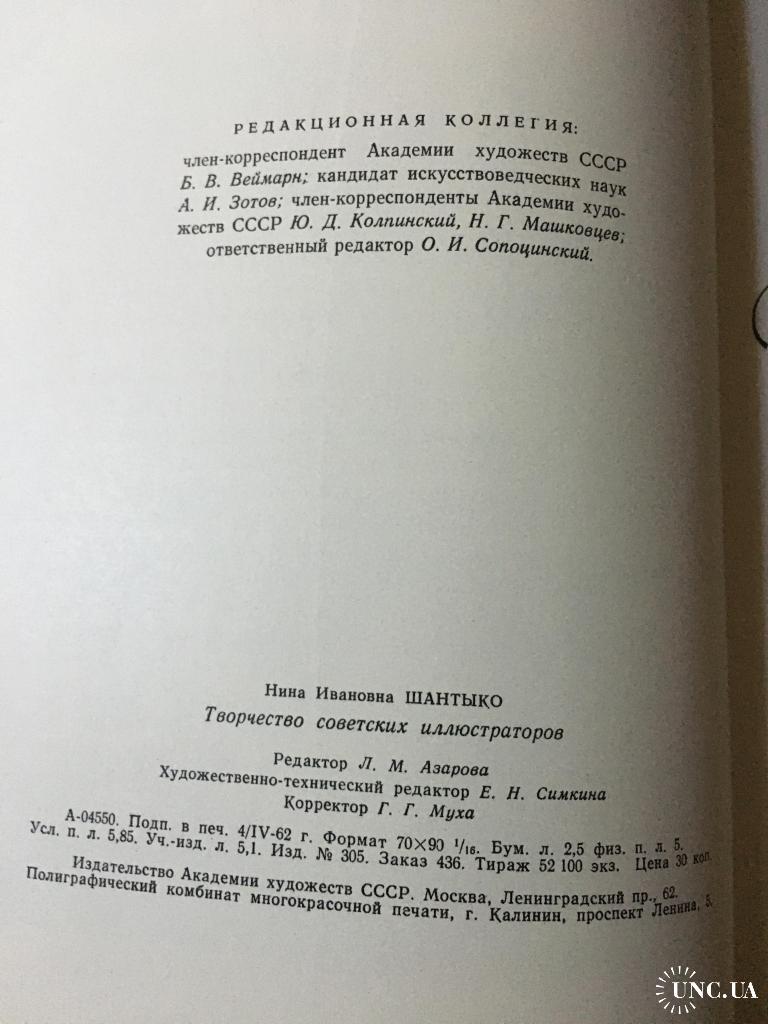 РЕДАКЦИОННАЯ КОЛЛЕГИЯ:
член-корреспондент Академии художеств СССР
Б. В. Веймарн; кандидат искусствоведческих наук
А. И. Зотов; член-корреспонденты Академии худо-
жеств СССР Ю. Д. Колпинский, Н. Г. Машковцев;
ответственный редактор О. И. Сопоцинский.
Нина Ивановна ШАНТЫКО
Творчество советских иллюстраторов
Редактор Л. М. Азарова
Художественно-технический редактор Е. Н. Симкина
Корректор Г. Г. Муха
А-04550. Подп. в печ. 4/IV-62 г. Формат 70×90 1/16. Бум. л. 2,5 физ. п. л. 5.
Усл. п. л. 5,85. Уч.-изд. л. 5,1. Изд. № 305. Заказ 436. Тираж 52 100 экз. Цена 30 коп.
Издательство Академии художеств СССР. Москва, Ленинградский пр., 62.
Полиграфический комбинат многокрасочной печати, г. Калинин, проспект Ленина, 5.
UNC.UA